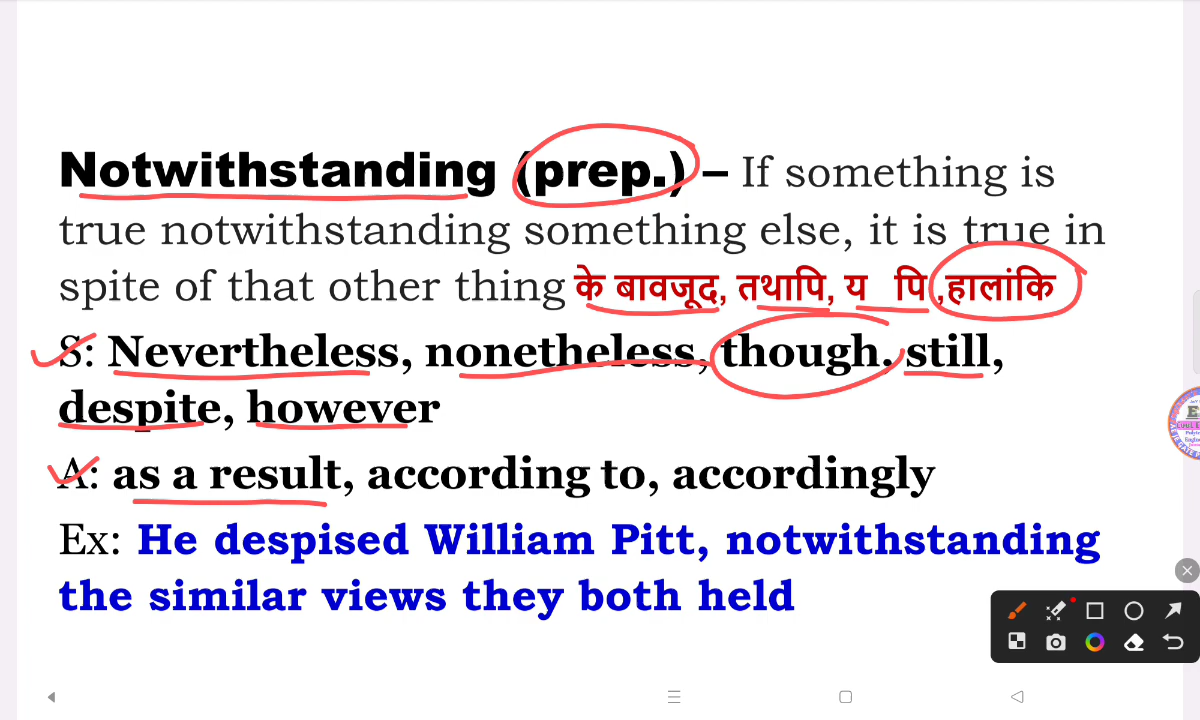 Notwithstanding (prep.) – If something is
true notwithstanding something else, it is true in
spite of that other thing के बावजूद, तथापि, य पि ,हालांकि
S: Nevertheless, nonetheless, though, still,
despite, however
A: as a result, according to, accordingly
Ex: He despised William Pitt, notwithstanding
the similar views they both held